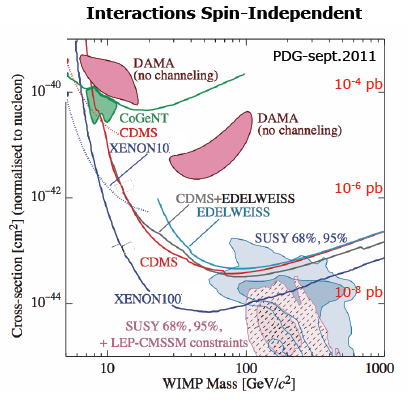 Interactions Spin-Independent
PDG-sept.2011
DAMA
(no channeling)
10⁻⁴⁰
10⁻⁴ pb
CoGeNT
CDMS
DAMA
(no channeling)
XENON10
10⁻⁴²
10⁻⁶ pb
CDMS+EDELWEISS
EDELWEISS
SUSY 68%, 95%
CDMS
10⁻⁴⁴
10⁻⁸ pb
XENON100
SUSY 68%, 95%,
+ LEP-CMSSM constraints
Cross-section [cm²] (normalised to nucleon)
10 20 100 200 1000
WIMP Mass [GeV/c²]